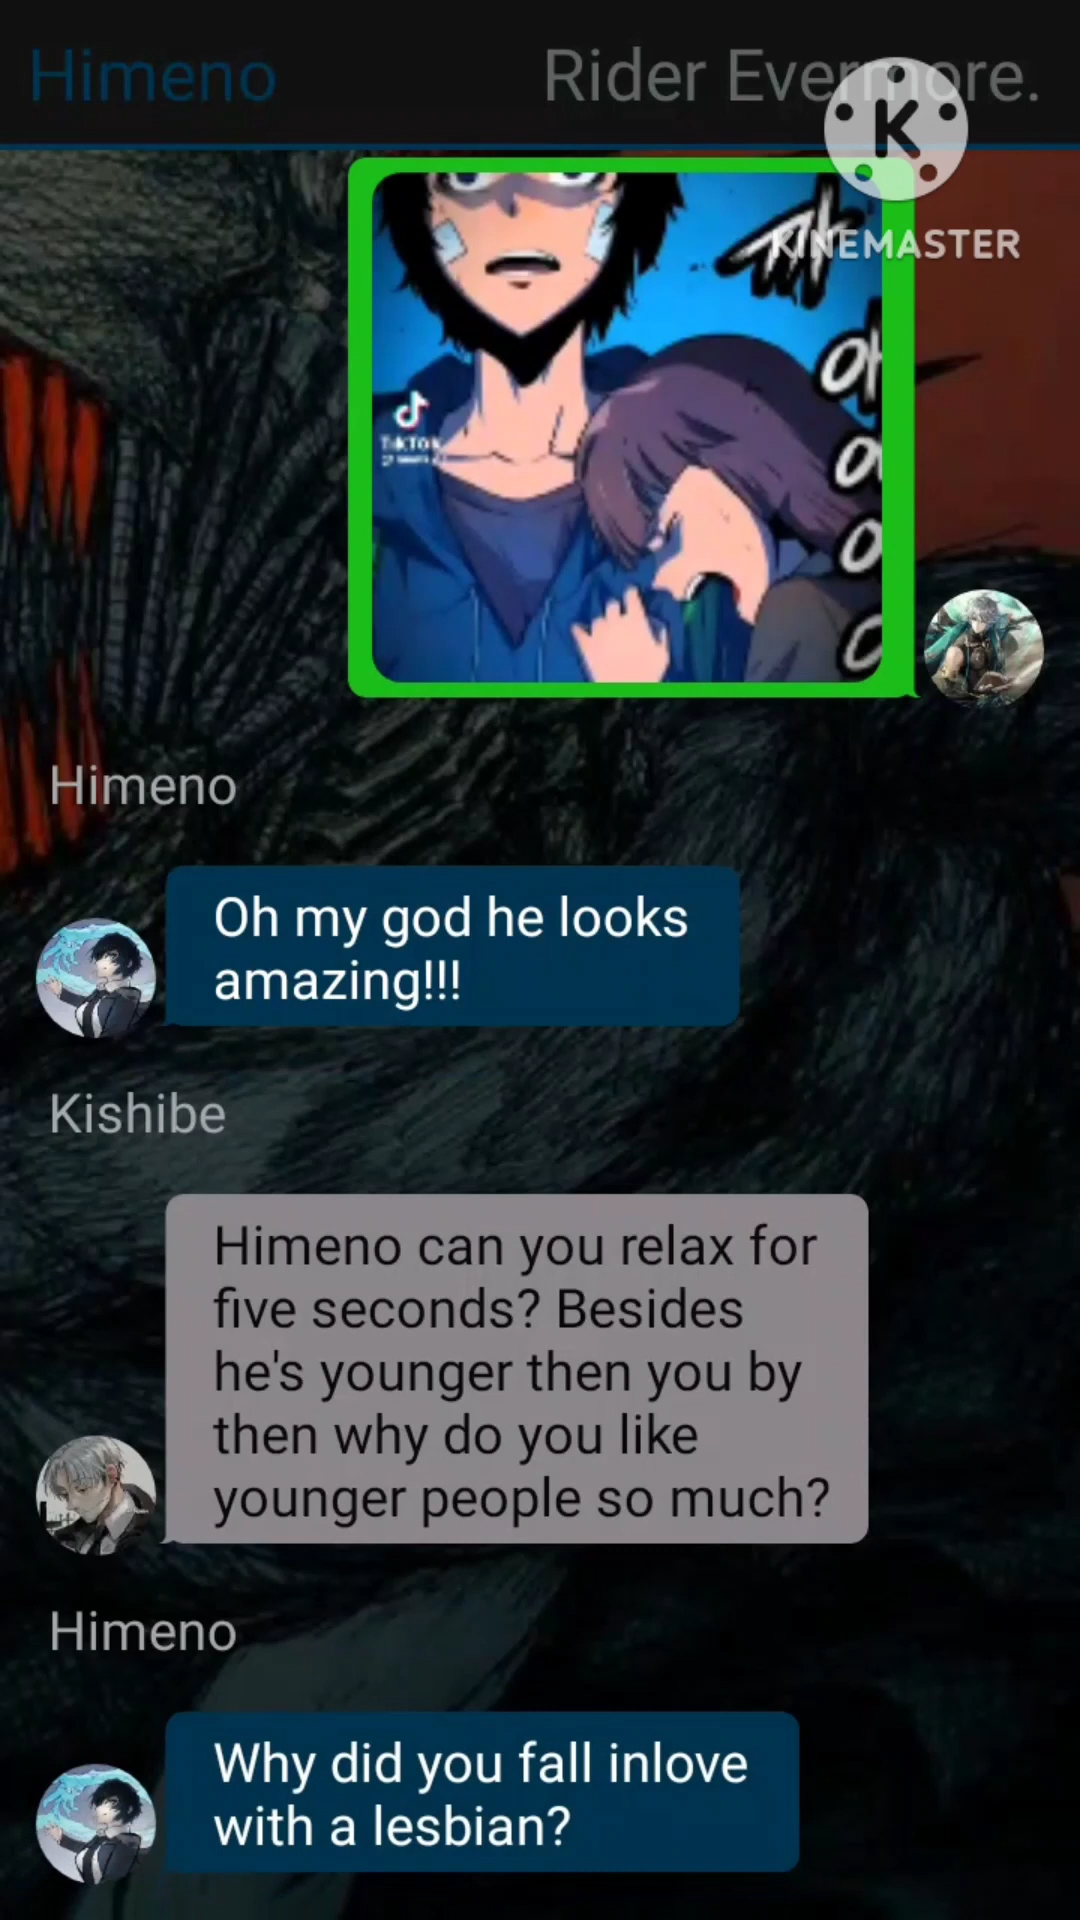 Himeno
Rider Evermore.
K
KINEMASTER
TikTok
Himeno
Oh my god he looks
amazing!!!
Kishibe
Himeno can you relax for
five seconds? Besides
he's younger then you by
then why do you like
younger people so much?
Himeno
Why did you fall inlove
with a lesbian?